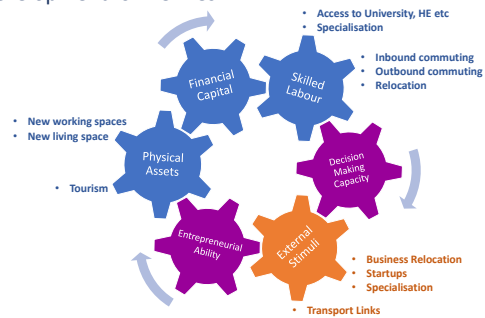 • Access to University, HE etc
• Specialisation
• Inbound commuting
• Outbound commuting
• Relocation
Financial
Capital
Skilled
Labour
• New working spaces
• New living space
Physical
Assets
Decision
Making
Capacity
• Tourism
Entrepreneurial
Ability
External
Stimuli
• Business Relocation
• Startups
• Specialisation
• Transport Links